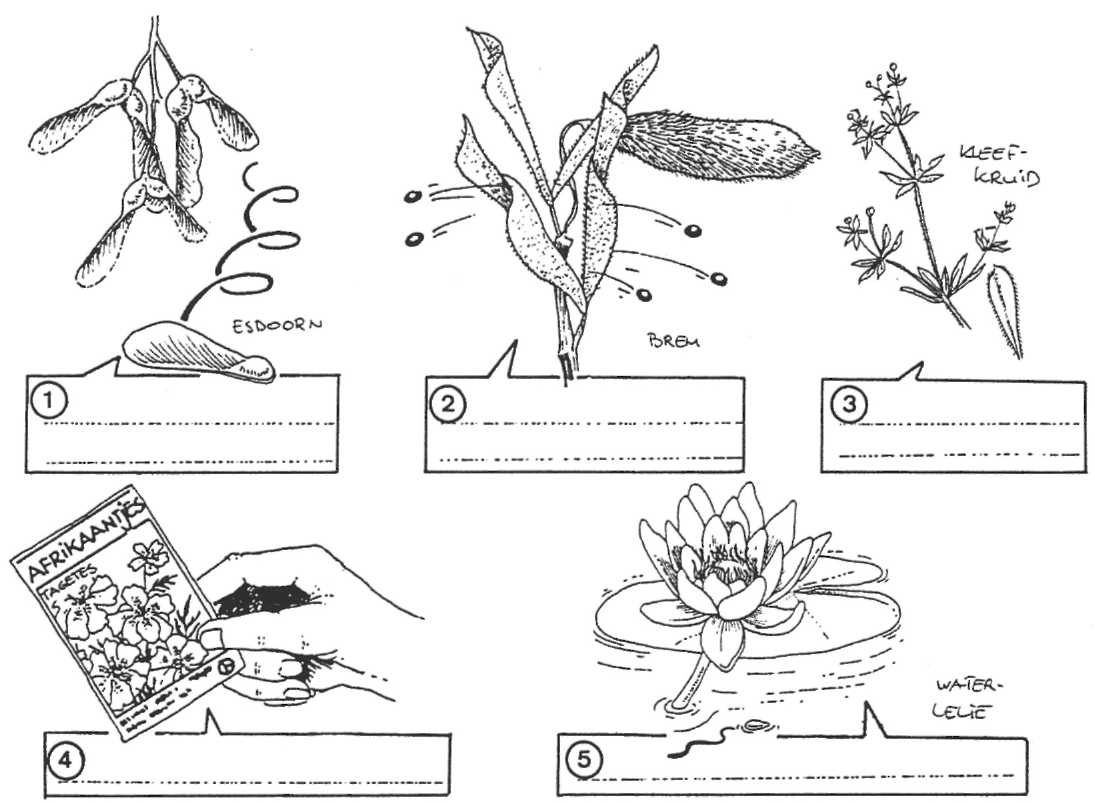 ESDOORN
1
BREM
2
KLEEF-
KRUID
3
AFRIKAANTJES
TAGETES
4
WATER-
LELIE
5